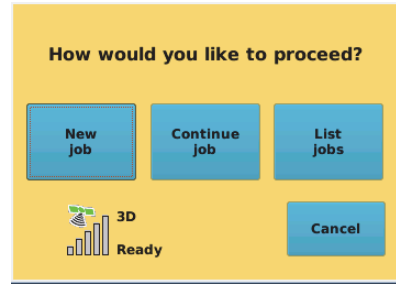 How would you like to proceed?
New
job
Continue
job
List
jobs
3D
Ready
Cancel